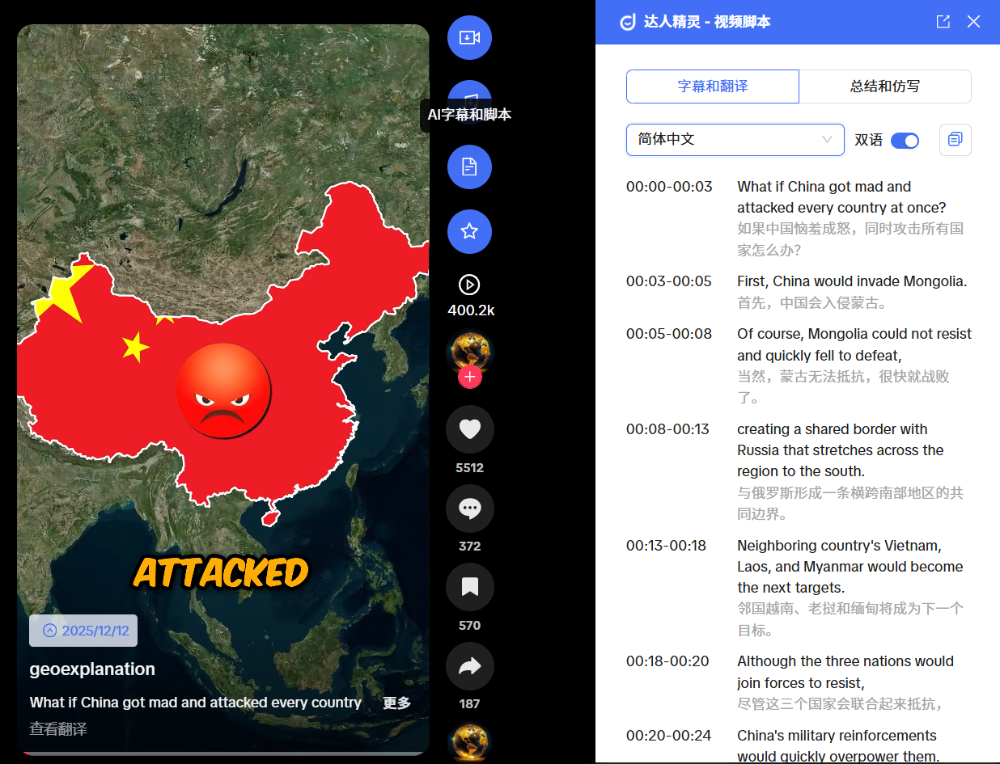 达人精灵 - 视频脚本
AI字幕和脚本
400.2k
5512
372
570
187
ATTACKED
2025/12/12
geoexplanation
What if China got mad and attacked every country
更多
查看翻译
字幕和翻译
总结和仿写
简体中文
双语
00:00-00:03
What if China got mad and
attacked every country at once?
如果中国恼羞成怒，同时攻击所有国
家怎么办？
00:03-00:05
First, China would invade Mongolia.
首先，中国会入侵蒙古。
00:05-00:08
Of course, Mongolia could not resist
and quickly fell to defeat,
当然，蒙古无法抵抗，很快就战败
了。
00:08-00:13
creating a shared border with
Russia that stretches across the
region to the south.
与俄罗斯形成一条横跨南部地区的共
同边界。
00:13-00:18
Neighboring country's Vietnam,
Laos, and Myanmar would become
the next targets.
邻国越南、老挝和缅甸将成为下一个
目标。
00:18-00:20
Although the three nations would
join forces to resist,
尽管这三个国家会联合起来抵抗，
00:20-00:24
China's military reinforcements
would quickly overpower them.